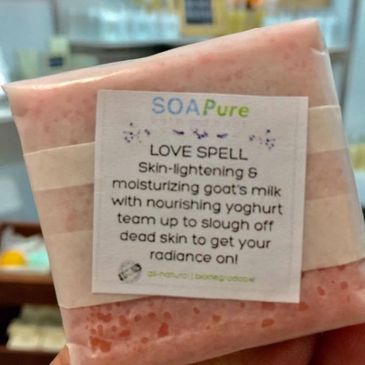 SOAPure
LOVE SPELL
Skin-lightening &
moisturizing goat's milk
with nourishing yoghurt
team up to slough off
dead skin to get your
radiance on!
all-natural | biodegradable